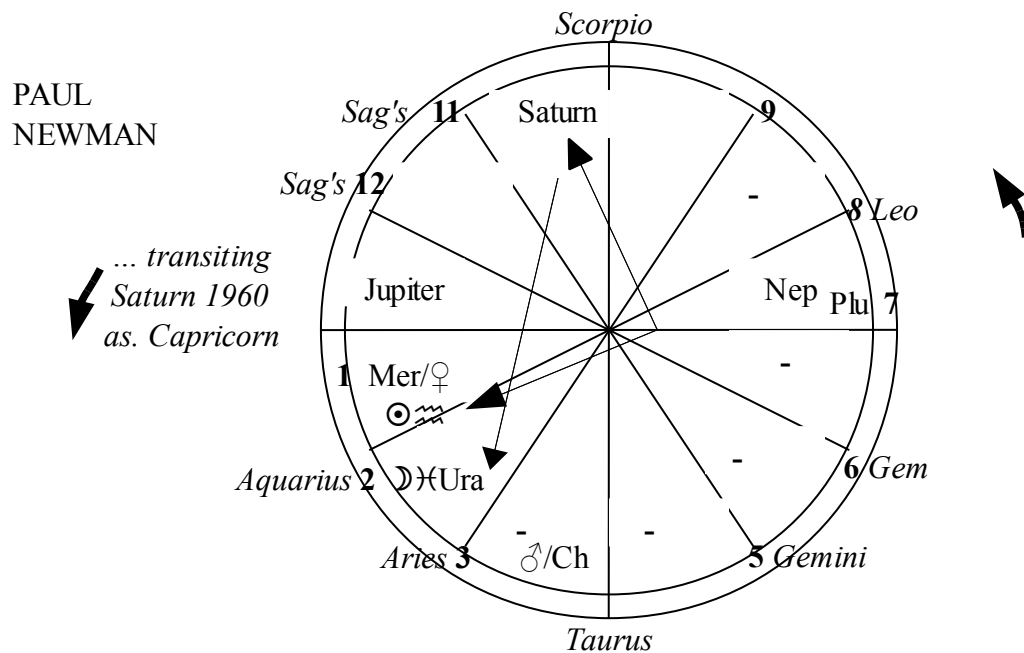 Scorpio
PAUL
NEWMAN
Sag's 11 Saturn 9
Sag's 12 - 8 Leo
... transiting
Saturn 1960
as. Capricorn
Jupiter Nep Plu 7
1 Mer/♀ -
☉♒
Aquarius 2 ☽♓Ura - 6 Gem
Aries 3 - ♂/Ch - 5 Gemini
Taurus